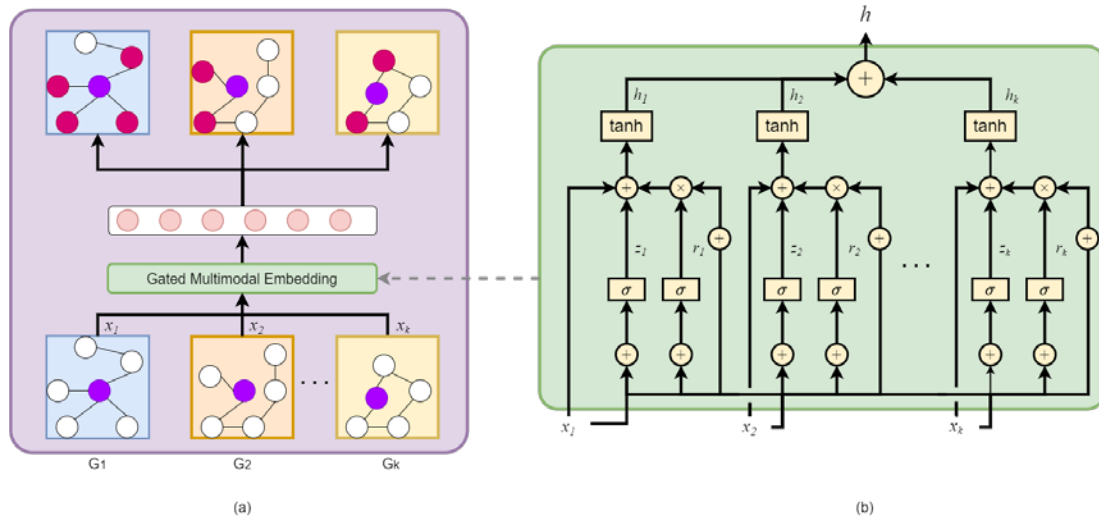 Gated Multimodal Embedding
x1
x2
xk
. . .
G1
G2
Gk
(a)
h
+
h1
h2
hk
tanh
tanh
tanh
+
×
+
×
+
×
z1
r1
+
z2
r2
+
zk
rk
+
. . .
σ
σ
σ
σ
σ
σ
+
+
+
+
+
+
x1
x2
xk
(b)